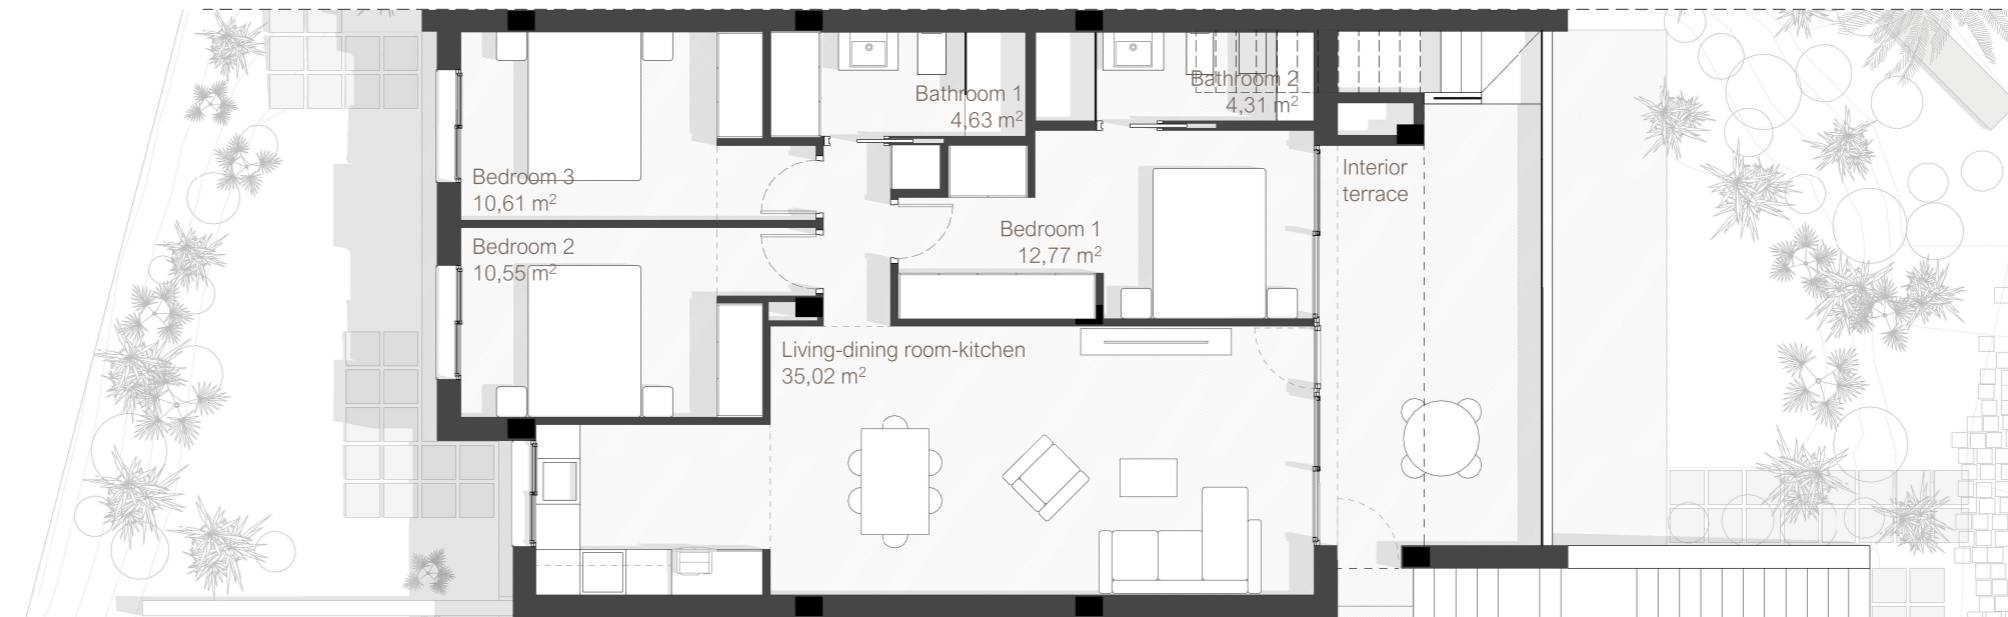 Bathroom 1
4,63 m²
Bathroom 2
4,31 m²
Bedroom 3
10,61 m²
Interior
terrace
Bedroom 1
12,77 m²
Bedroom 2
10,55 m²
Living-dining room-kitchen
35,02 m²